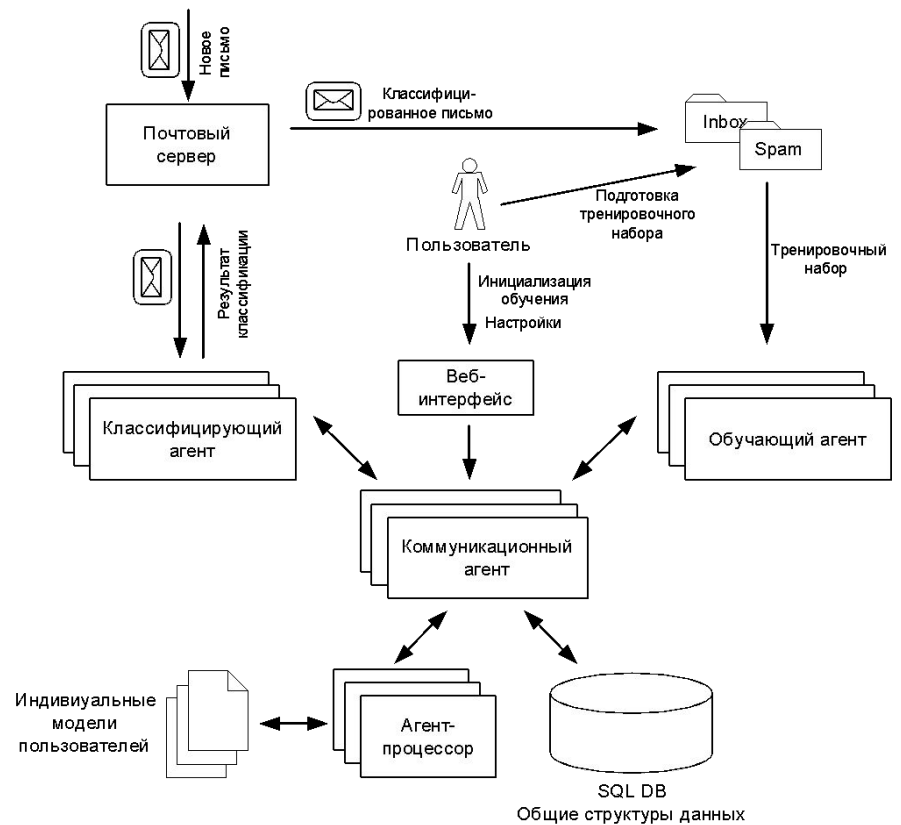 Новое
письмо
Классифици-
рованное письмо
Почтовый
сервер
Inbox
Spam
Пользователь
Подготовка
тренировочного
набора
Тренировочный
набор
Результат
классификации
Инициализация
обучения
Настройки
Веб-
интерфейс
Классифицирующий
агент
Обучающий агент
Коммуникационный
агент
Индивиуальные
модели
пользователей
Агент-
процессор
SQL DB
Общие структуры данных